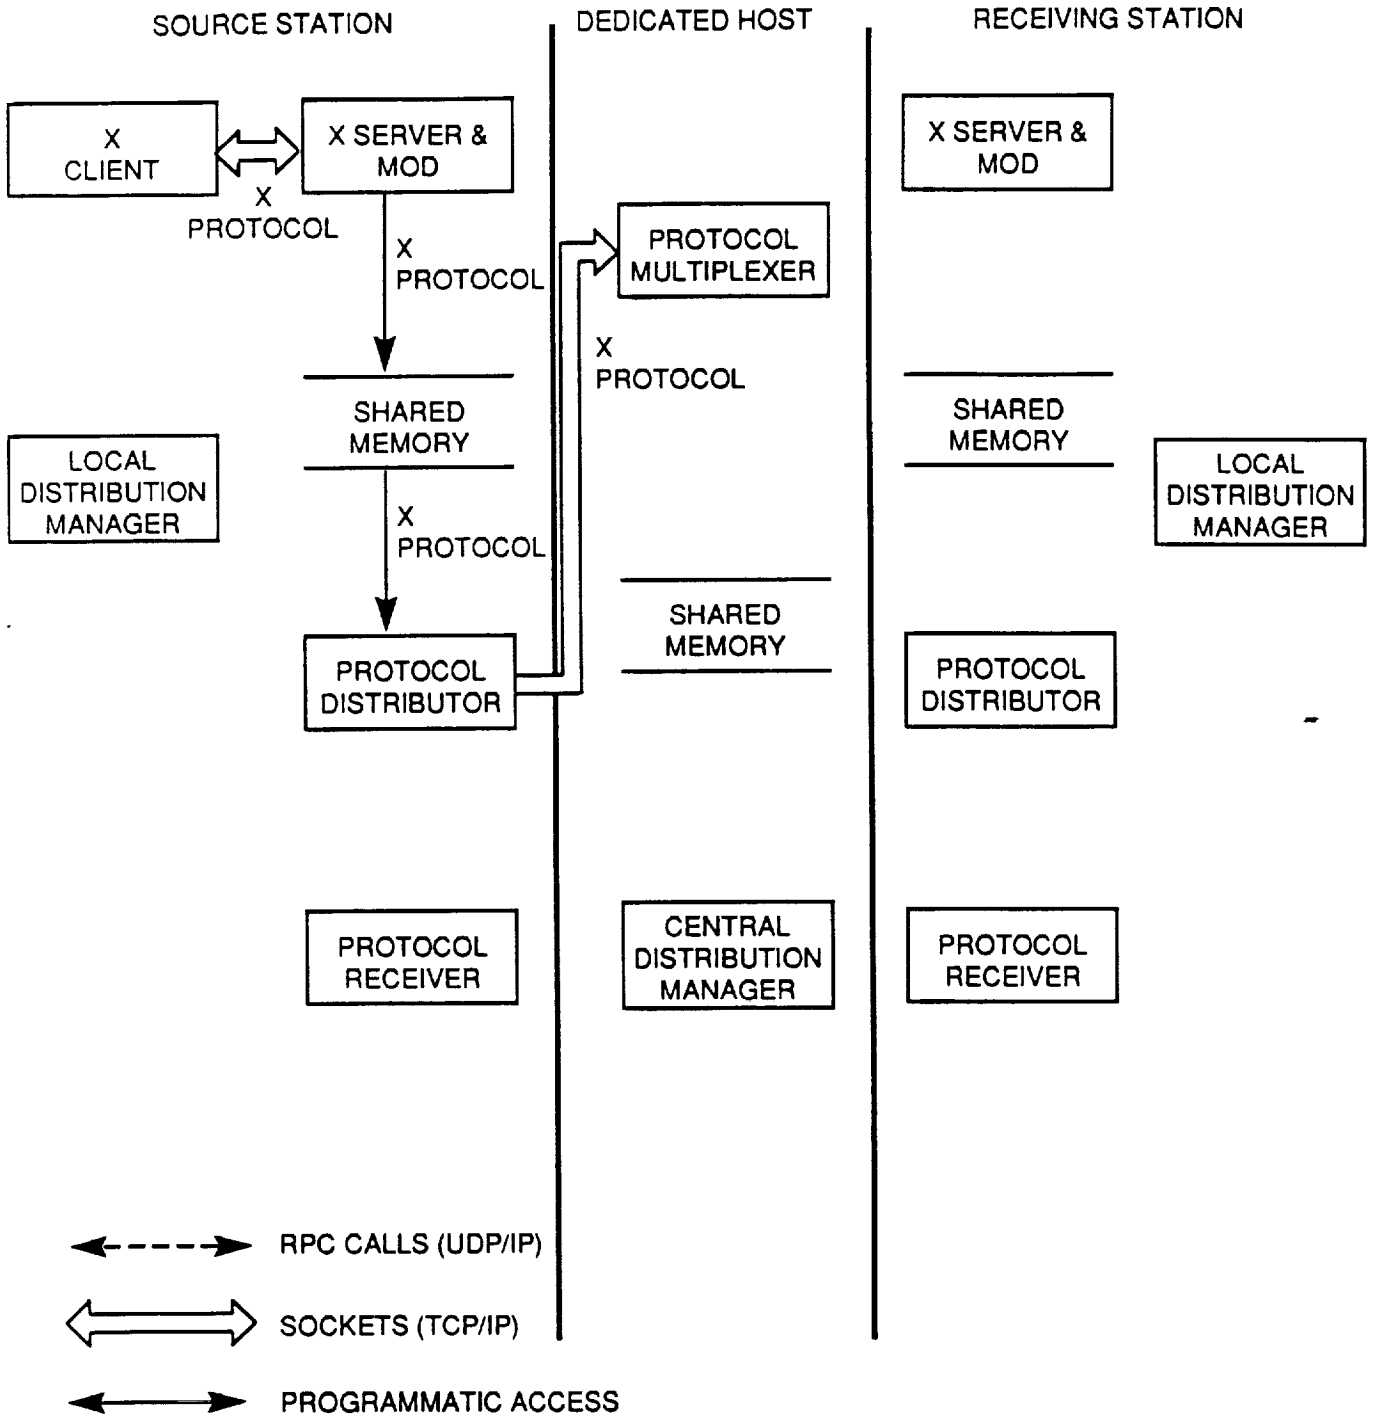 SOURCE STATION
DEDICATED HOST
RECEIVING STATION
X
CLIENT
X SERVER &
MOD
X
PROTOCOL
X
PROTOCOL
PROTOCOL
MULTIPLEXER
X
PROTOCOL
X SERVER &
MOD
SHARED
MEMORY
LOCAL
DISTRIBUTION
MANAGER
X
PROTOCOL
SHARED
MEMORY
LOCAL
DISTRIBUTION
MANAGER
SHARED
MEMORY
PROTOCOL
DISTRIBUTOR
PROTOCOL
DISTRIBUTOR
PROTOCOL
RECEIVER
CENTRAL
DISTRIBUTION
MANAGER
PROTOCOL
RECEIVER
RPC CALLS (UDP/IP)
SOCKETS (TCP/IP)
PROGRAMMATIC ACCESS